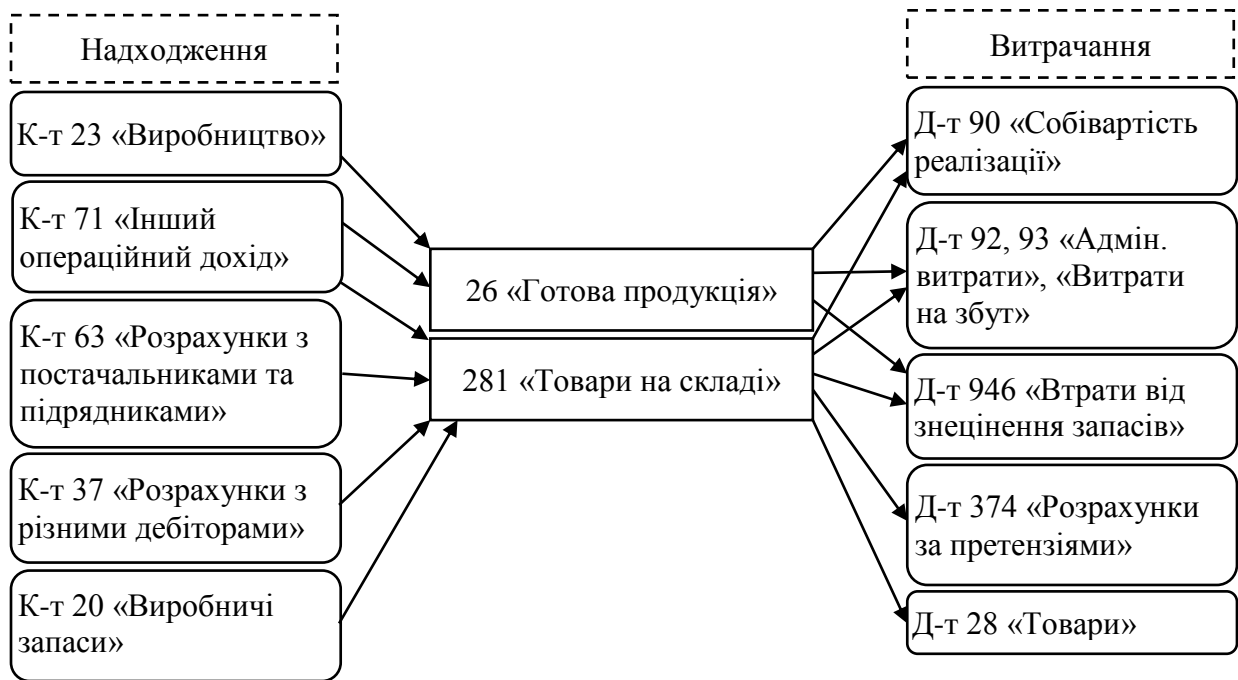 Надходження
К-т 23 «Виробництво»
К-т 71 «Інший
операційний дохід»
К-т 63 «Розрахунки з
постачальниками та
підрядниками»
К-т 37 «Розрахунки з
різними дебіторами»
К-т 20 «Виробничі
запаси»
26 «Готова продукція»
281 «Товари на складі»
Витрачання
Д-т 90 «Собівартість
реалізації»
Д-т 92, 93 «Адмін.
витрати», «Витрати
на збут»
Д-т 946 «Втрати від
знецінення запасів»
Д-т 374 «Розрахунки
за претензіями»
Д-т 28 «Товари»